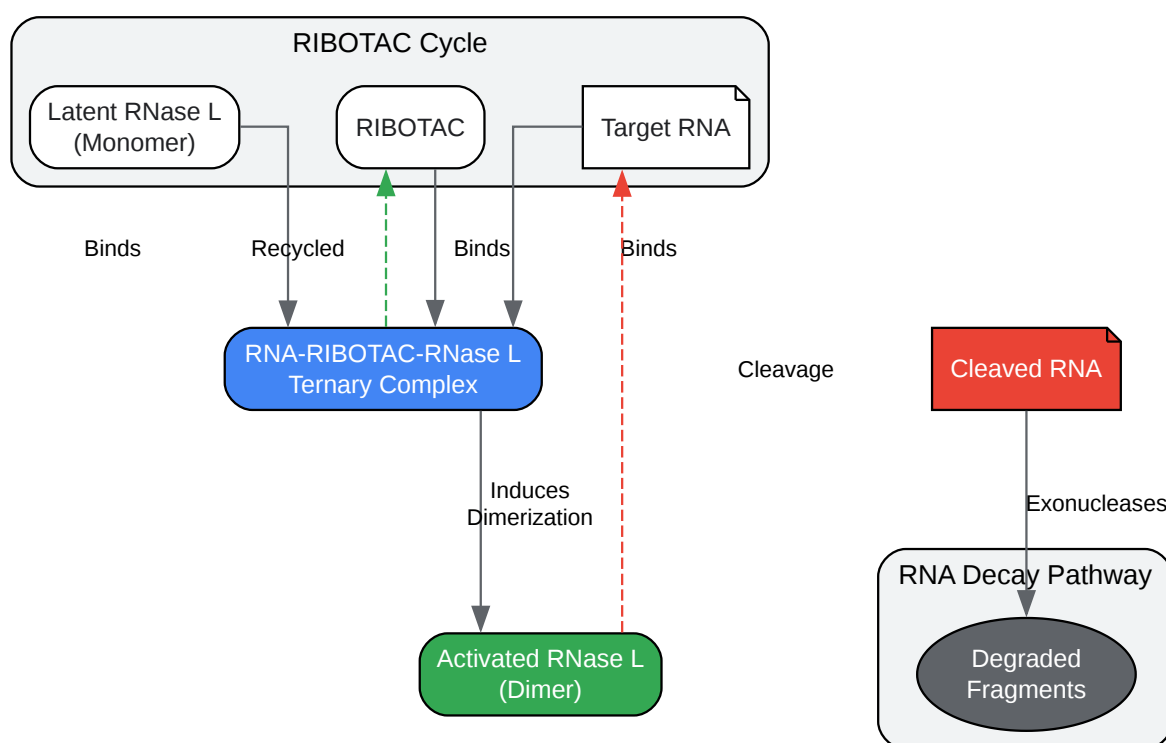 RIBOTAC Cycle
Latent RNase L
(Monomer)
RIBOTAC
Target RNA
Binds
Recycled
Binds
Binds
RNA-RIBOTAC-RNase L
Ternary Complex
Cleavage
Cleaved RNA
Induces
Dimerization
Exonucleases
RNA Decay Pathway
Activated RNase L
(Dimer)
Degraded
Fragments